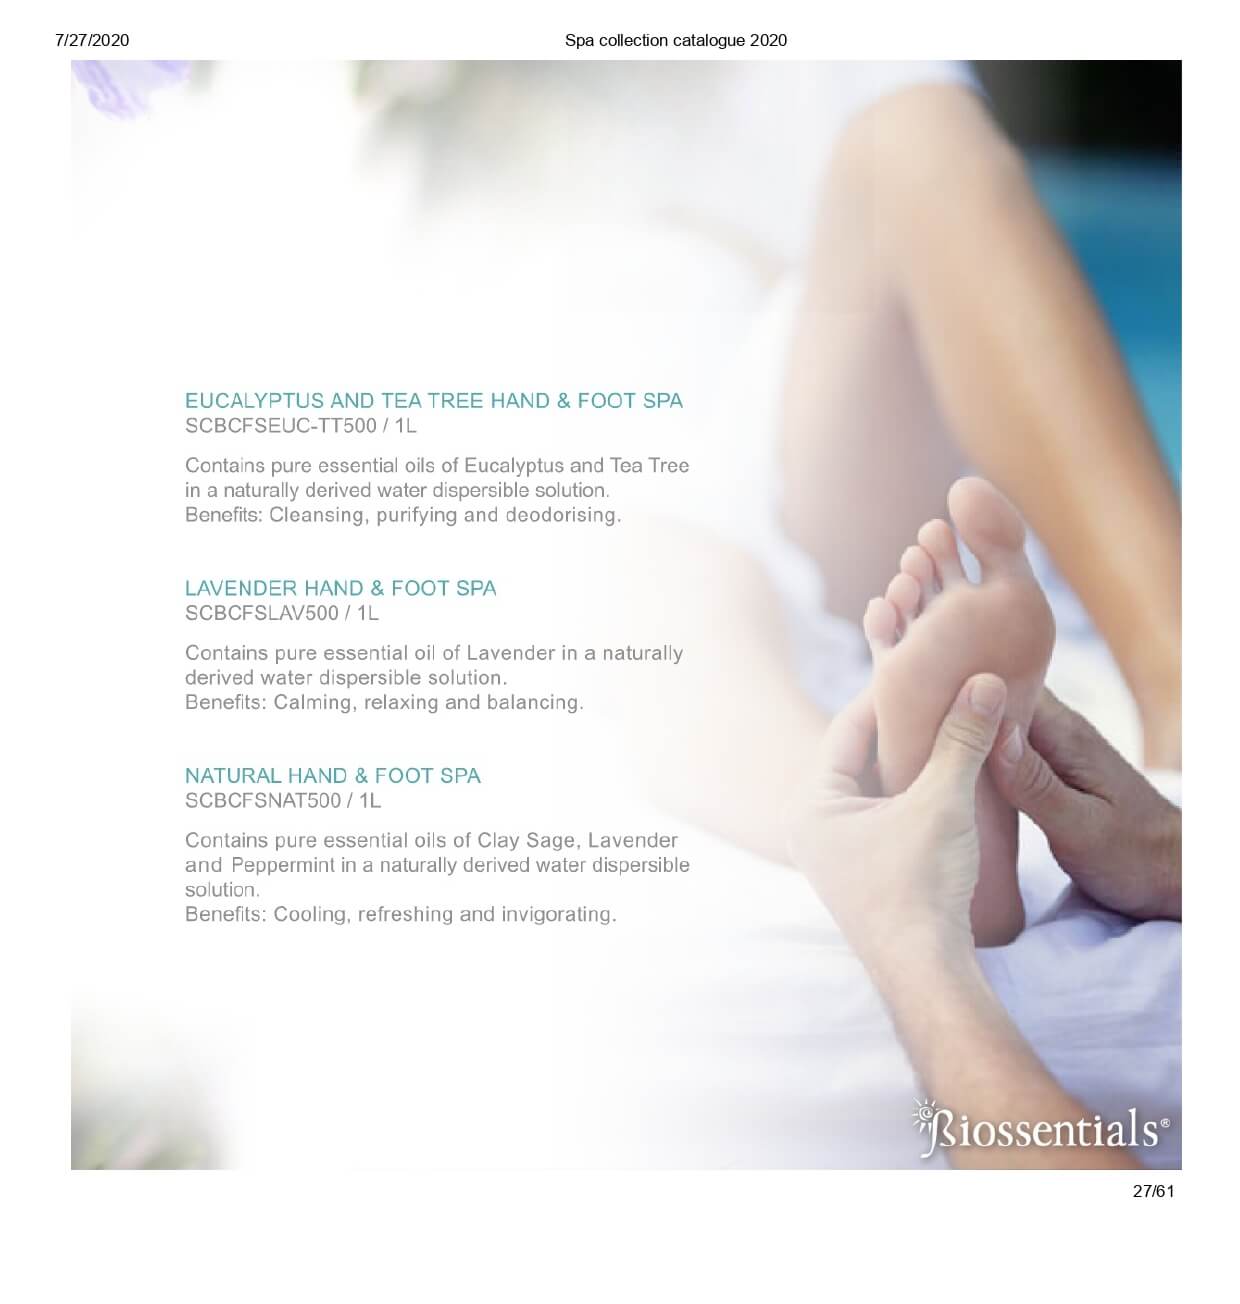 7/27/2020
Spa collection catalogue 2020
EUCALYPTUS AND TEA TREE HAND & FOOT SPA
SCBCFSEUC-TT500 / 1L
Contains pure essential oils of Eucalyptus and Tea Tree
in a naturally derived water dispersible solution.
Benefits: Cleansing, purifying and deodorising.
LAVENDER HAND & FOOT SPA
SCBCFSLAV500 / 1L
Contains pure essential oil of Lavender in a naturally
derived water dispersible solution.
Benefits: Calming, relaxing and balancing.
NATURAL HAND & FOOT SPA
SCBCFSNAT500 / 1L
Contains pure essential oils of Clay Sage, Lavender
and Peppermint in a naturally derived water dispersible
solution.
Benefits: Cooling, refreshing and invigorating.
Biossentials®
27/61